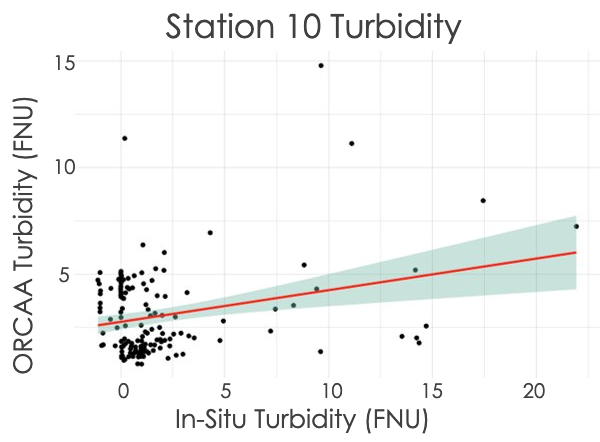 Station 10 Turbidity
15
10
5
ORCAA Turbidity (FNU)
0 5 10 15 20
In-Situ Turbidity (FNU)